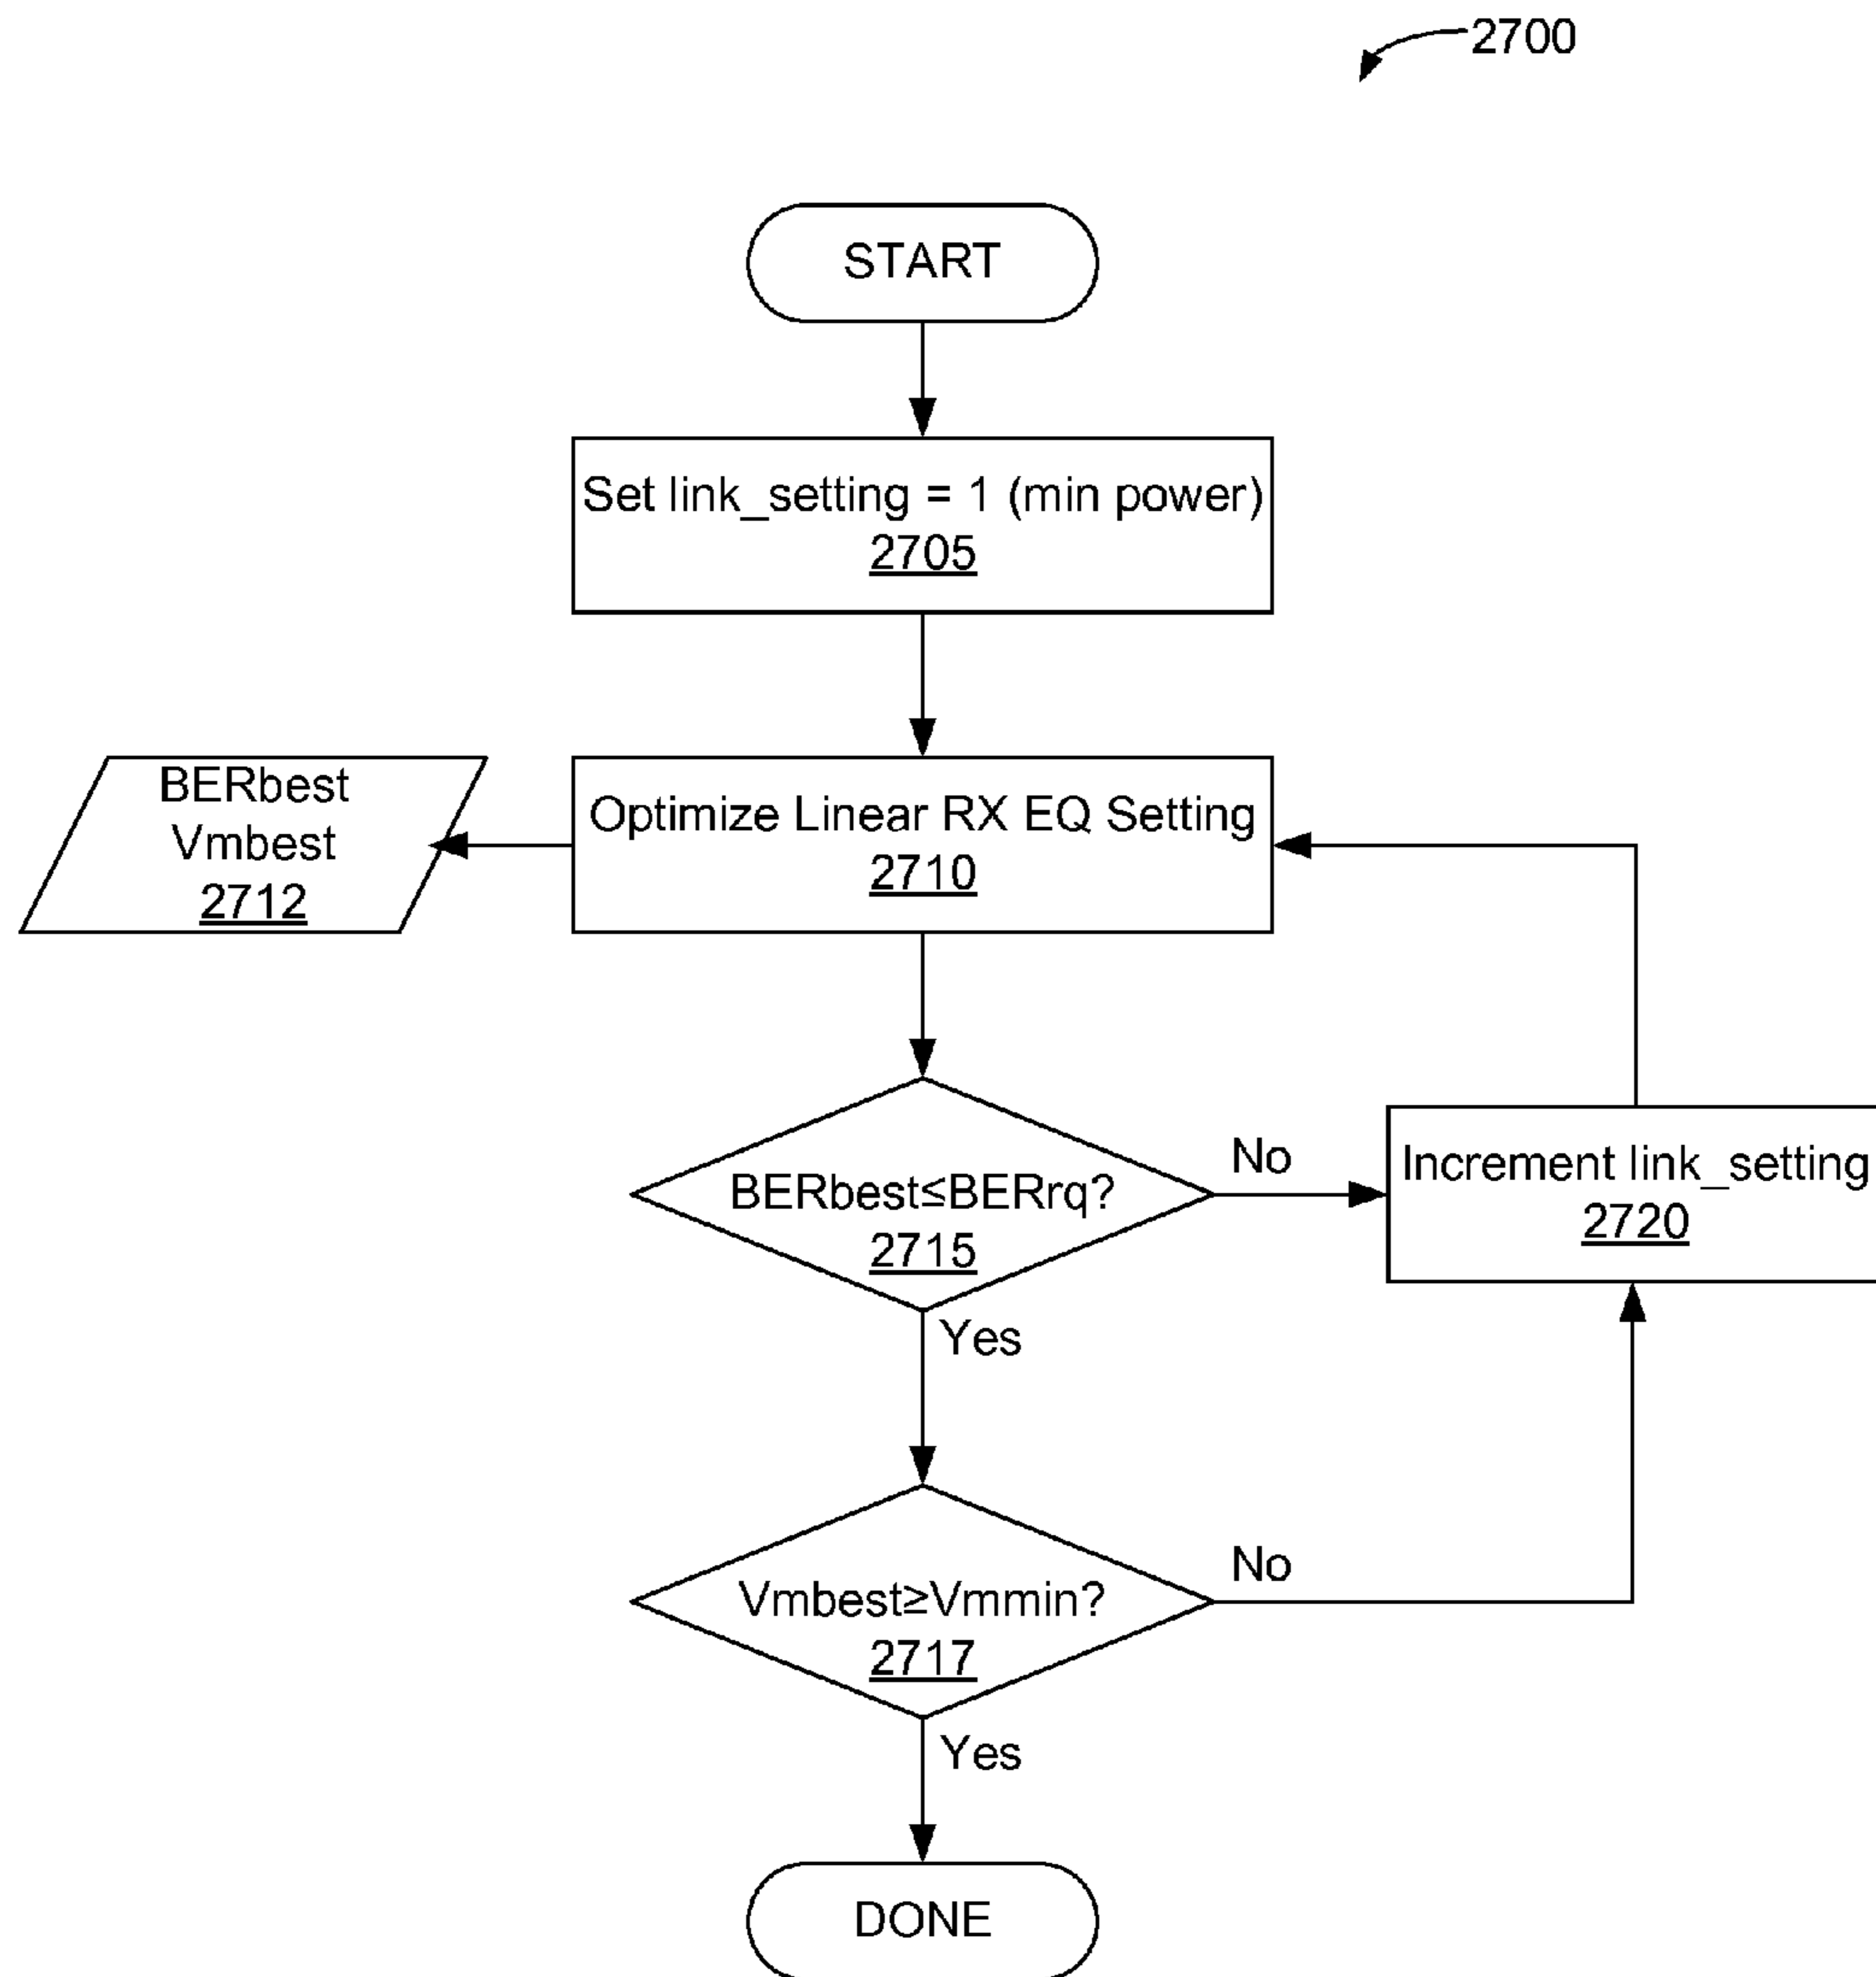 2700
START
Set link_setting = 1 (min power)
2705
BERbest
Vmbest
2712
Optimize Linear RX EQ Setting
2710
BERbest≤BERrq?
2715
No
Yes
Increment link_setting
2720
Vmbest≥Vmmin?
2717
No
Yes
DONE